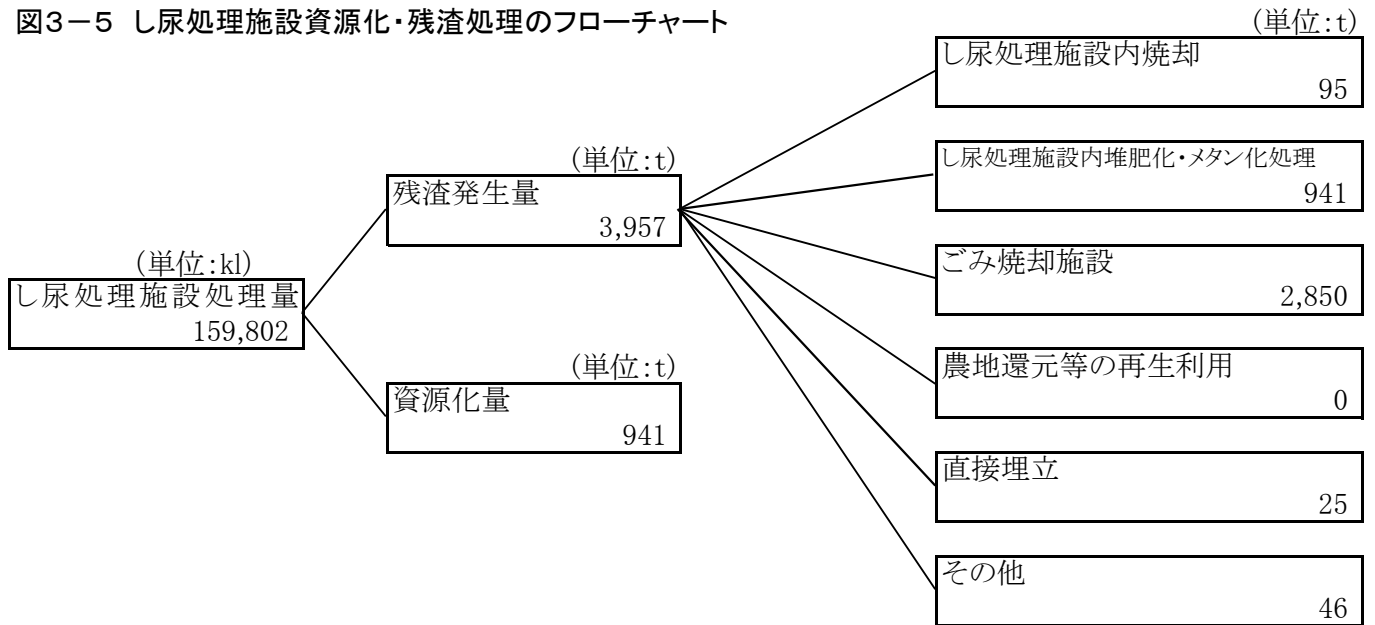 図3－5 し尿処理施設資源化・残渣処理のフローチャート
(単位:kl)
し尿処理施設処理量
159,802
(単位:t)
残渣発生量
3,957
(単位:t)
資源化量
941
(単位:t)
し尿処理施設内焼却
95
し尿処理施設内堆肥化・メタン化処理
941
ごみ焼却施設
2,850
農地還元等の再生利用
0
直接埋立
25
その他
46